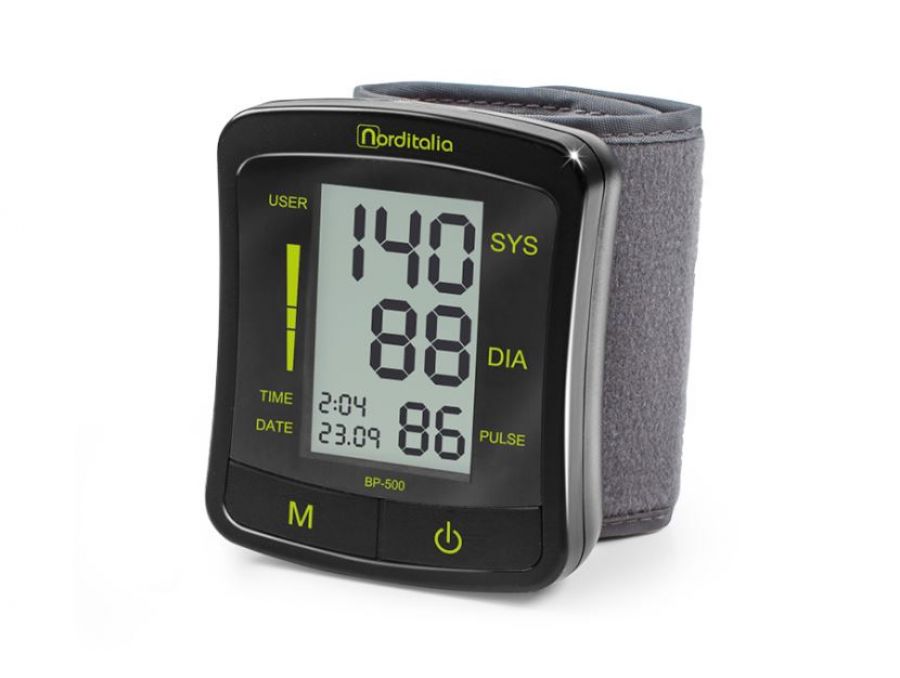 norditalia
USER
140
SYS
88
DIA
TIME
2:04
DATE
23.09
86
PULSE
BP-500
M